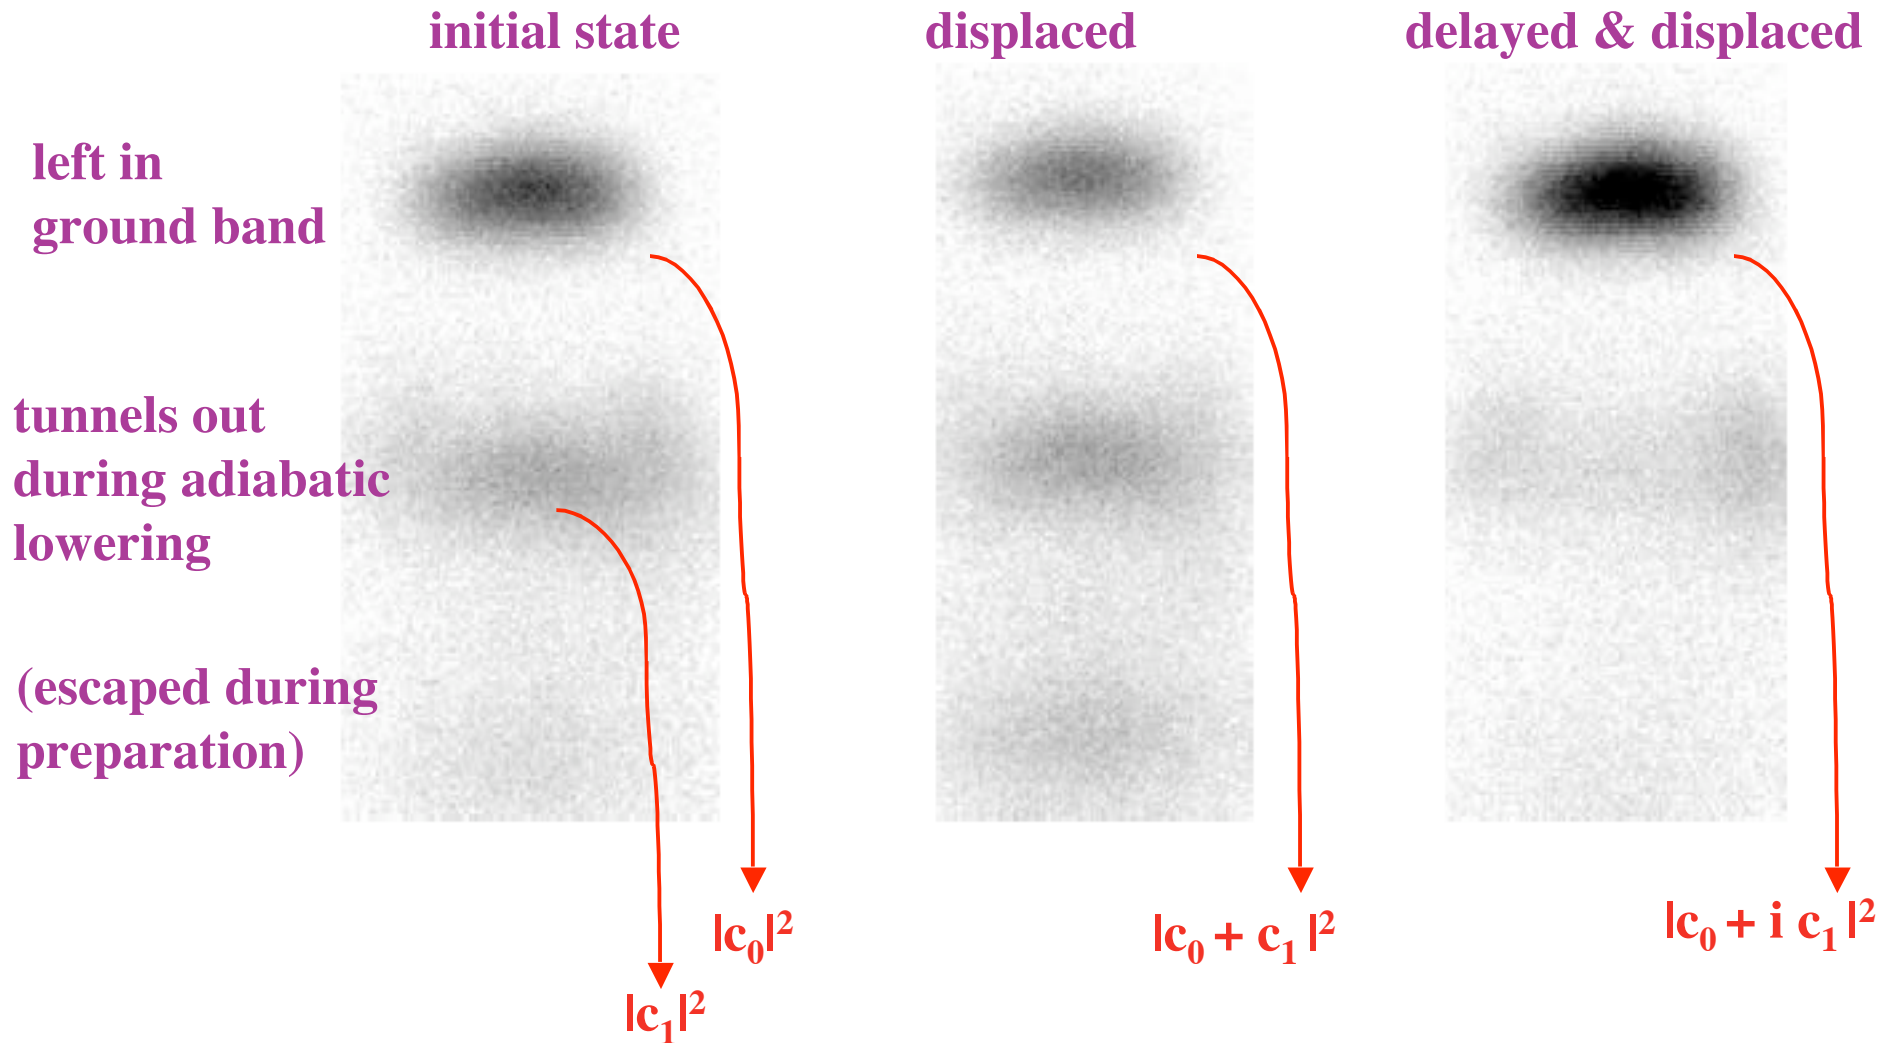 initial state
displaced
delayed & displaced
left in
ground band
tunnels out
during adiabatic
lowering
(escaped during
preparation)
|c₀|²
|c₀ + c₁|²
|c₀ + i c₁|²
|c₁|²